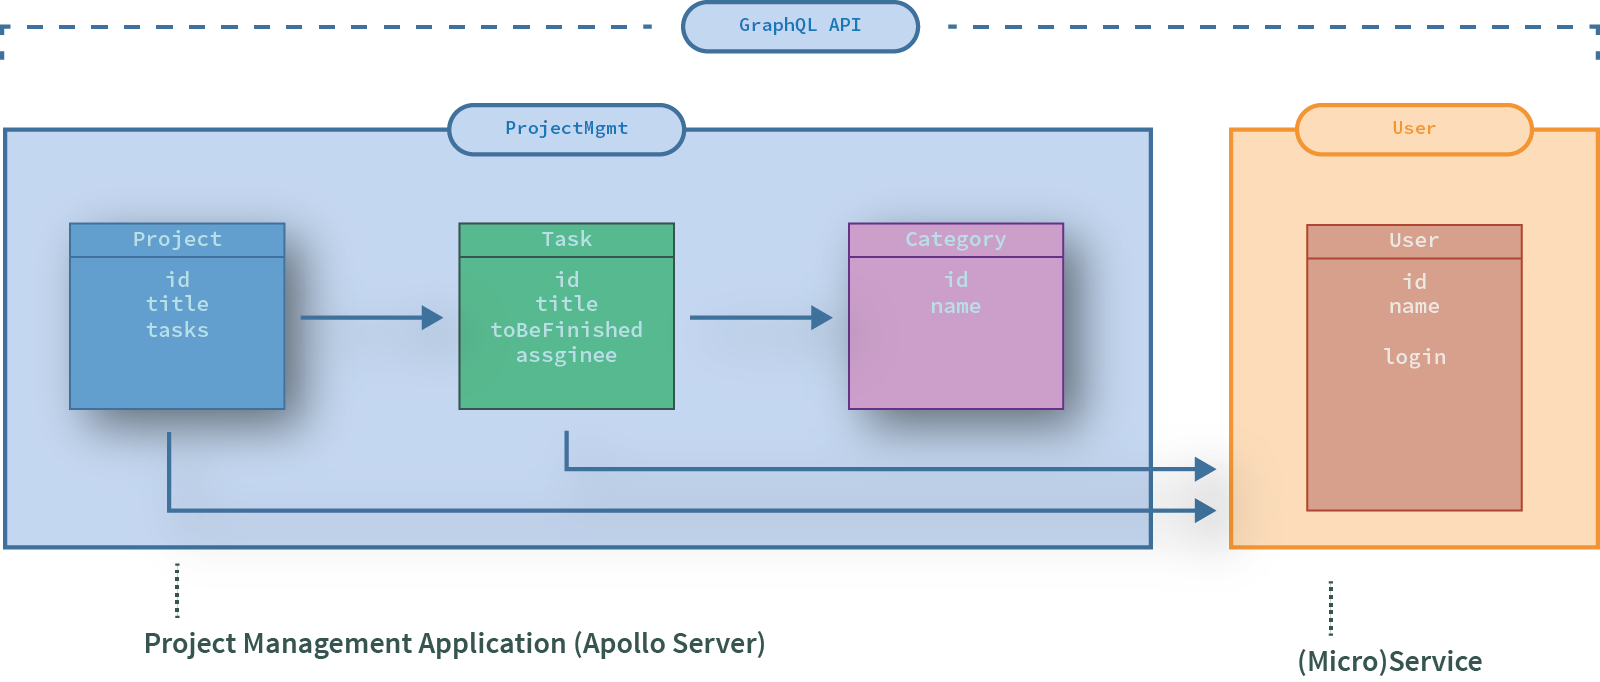 GraphQL API
ProjectMgmt
User
Project
id
title
tasks
Task
id
title
toBeFinished
assginee
Category
id
name
User
id
name
login
Project Management Application (Apollo Server)
(Micro)Service